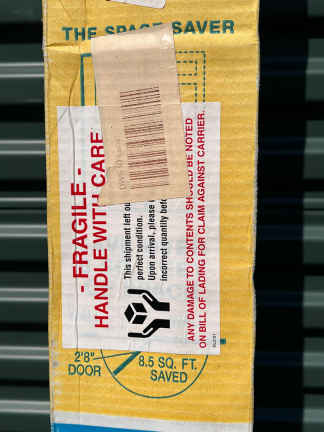 THE SPACE SAVER
- FRAGILE -
HANDLE WITH CARE
This shipment left ou
perfect condition.
Upon arrival, please
incorrect quantity befo
ANY DAMAGE TO CONTENTS SHOULD BE NOTED
ON BILL OF LADING FOR CLAIM AGAINST CARRIER.
2'8"
DOOR
8.5 SQ. FT.
SAVED